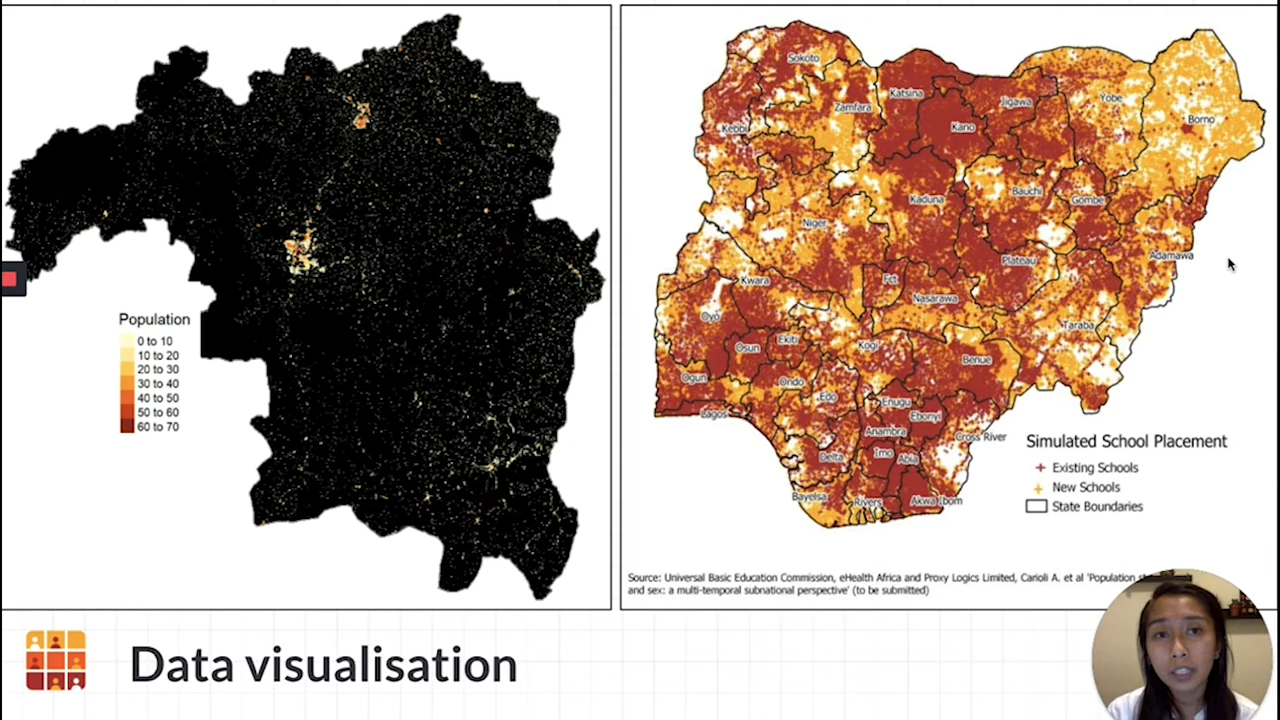 Population
0 to 10
10 to 20
20 to 30
30 to 40
40 to 50
50 to 60
60 to 70
Sokoto
Katsina
Jigawa
Yobe
Borno
Zamfara
Kebbi
Kano
Bauchi
Gombe
Kaduna
Niger
Adamawa
Plateau
Kwara
Fct
Nasarawa
Oyo
Taraba
Osun
Ekiti
Kogi
Benue
Ogun
Ondo
Edo
Enugu
Lagos
Ebonyi
Anambra
Cross River
Delta
Imo
Abia
Bayelsa
Rivers
Akwa Ibom
Simulated School Placement
Existing Schools
New Schools
State Boundaries
Source: Universal Basic Education Commission, eHealth Africa and Proxy Logics Limited, Carioli A. et al 'Population
and sex: a multi-temporal subnational perspective' (to be submitted)
Data visualisation